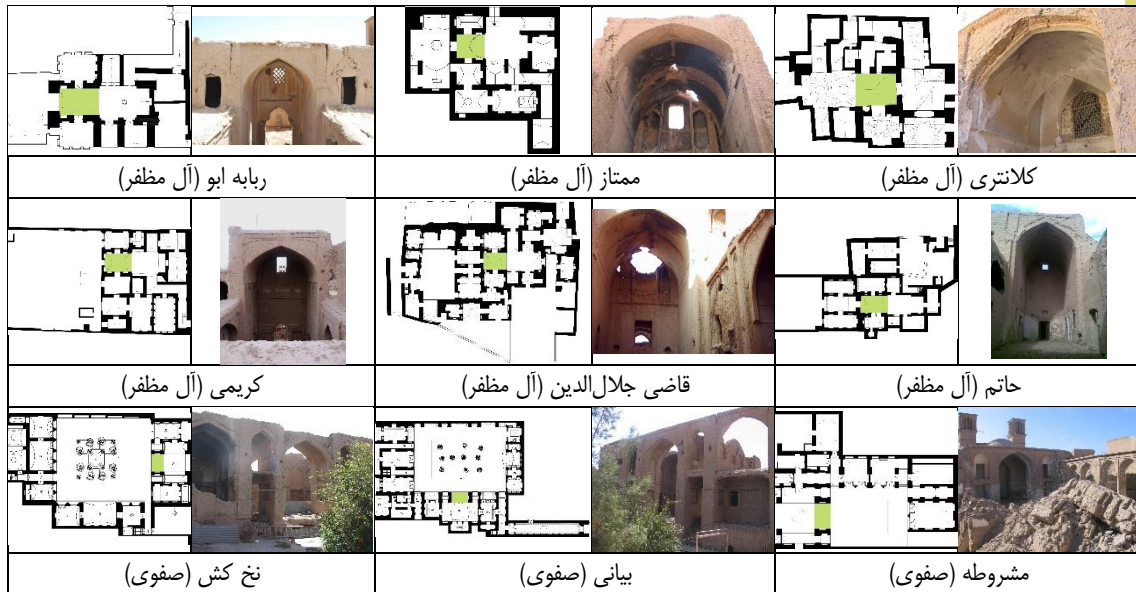 کلانتری (آل مظفر)
ممتاز (آل مظفر)
ربابه ابو (آل مظفر)
حاتم (آل مظفر)
قاضی جلال‌الدین (آل مظفر)
کریمی (آل مظفر)
مشروطه (صفوی)
بیانی (صفوی)
نخ کش (صفوی)